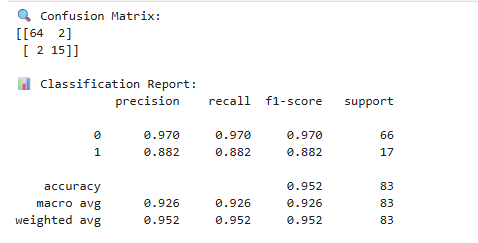 🔍 Confusion Matrix:
[[64  2]
 [ 2 15]]
📊 Classification Report:
              precision    recall  f1-score   support
           0      0.970     0.970     0.970        66
           1      0.882     0.882     0.882        17
    accuracy                          0.952        83
   macro avg      0.926     0.926     0.926        83
weighted avg      0.952     0.952     0.952        83